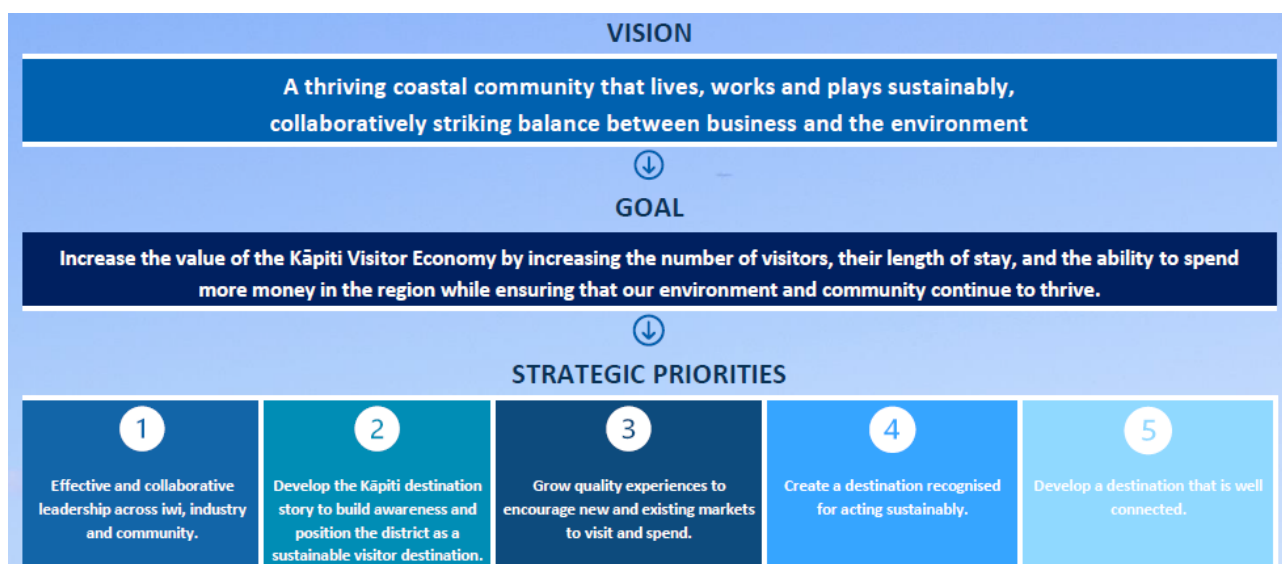 VISION
A thriving coastal community that lives, works and plays sustainably,
collaboratively striking balance between business and the environment
GOAL
Increase the value of the Kāpiti Visitor Economy by increasing the number of visitors, their length of stay, and the ability to spend
more money in the region while ensuring that our environment and community continue to thrive.
STRATEGIC PRIORITIES
1
Effective and collaborative
leadership across iwi, industry
and community.
2
Develop the Kāpiti destination
story to build awareness and
position the district as a
sustainable visitor destination.
3
Grow quality experiences to
encourage new and existing markets
to visit and spend.
4
Create a destination recognised
for acting sustainably.
5
Develop a destination that is well
connected.